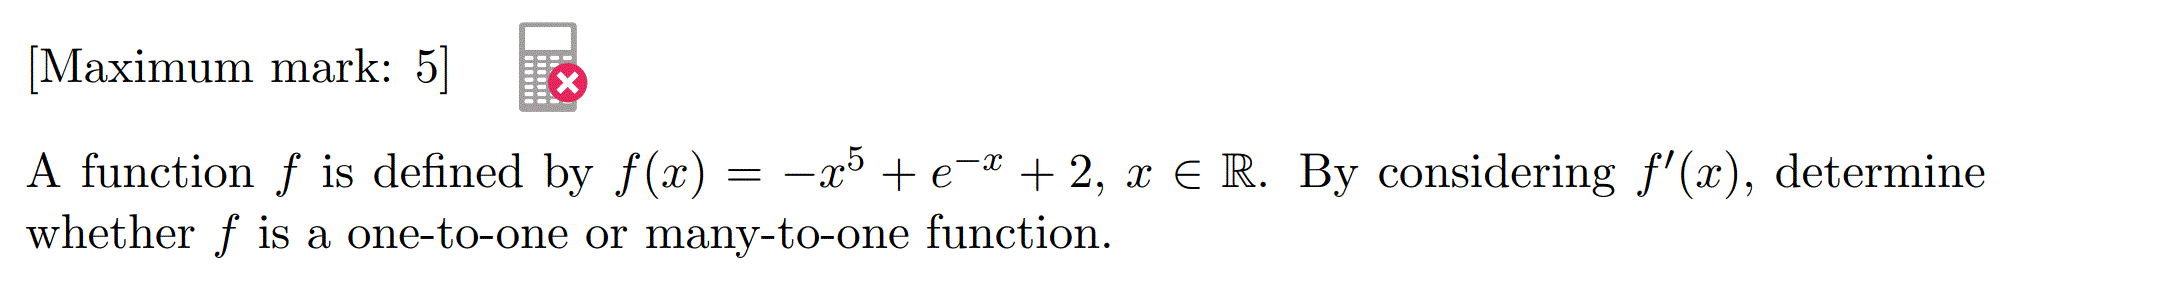 [Maximum mark: 5]
A function f is defined by f(x) = −x⁵ + e⁻ˣ + 2, x ∈ ℝ. By considering f′(x), determine
whether f is a one-to-one or many-to-one function.